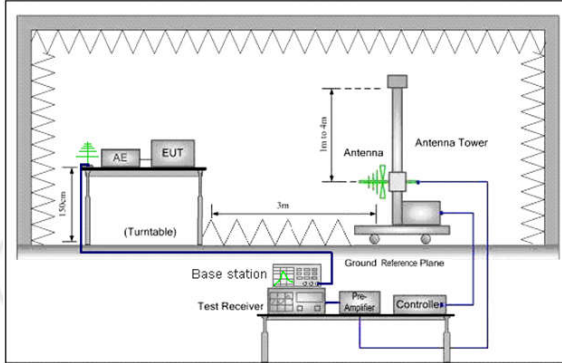 1m to 4m
Antenna Tower
Antenna
AE
EUT
150cm
3m
(Turntable)
Ground Reference Plane
Base station
Test Receiver
Pre-
Amplifier
Controller